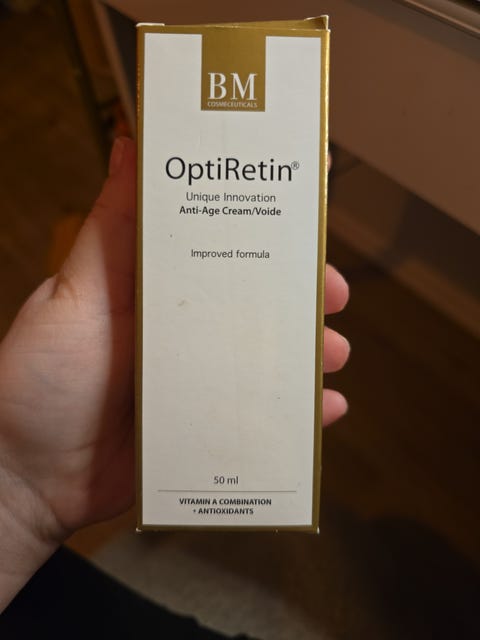 BM
COSMECEUTICALS
OptiRetin®
Unique Innovation
Anti-Age Cream/Voide
Improved formula
50 ml
VITAMIN A COMBINATION
+ ANTIOXIDANTS